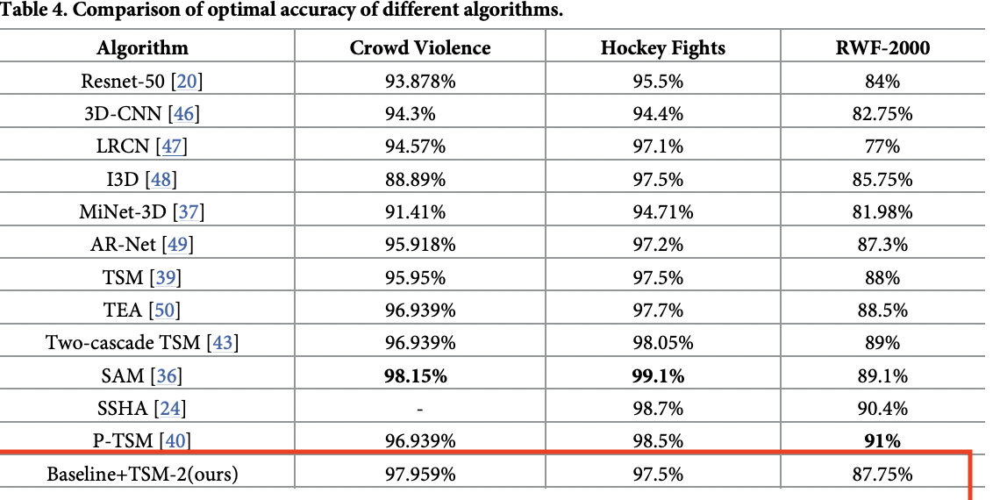 Table 4. Comparison of optimal accuracy of different algorithms.
Algorithm Crowd Violence Hockey Fights RWF-2000
Resnet-50 [20] 93.878% 95.5% 84%
3D-CNN [46] 94.3% 94.4% 82.75%
LRCN [47] 94.57% 97.1% 77%
I3D [48] 88.89% 97.5% 85.75%
MiNet-3D [37] 91.41% 94.71% 81.98%
AR-Net [49] 95.918% 97.2% 87.3%
TSM [39] 95.95% 97.5% 88%
TEA [50] 96.939% 97.7% 88.5%
Two-cascade TSM [43] 96.939% 98.05% 89%
SAM [36] 98.15% 99.1% 89.1%
SSHA [24] - 98.7% 90.4%
P-TSM [40] 96.939% 98.5% 91%
Baseline+TSM-2(ours) 97.959% 97.5% 87.75%